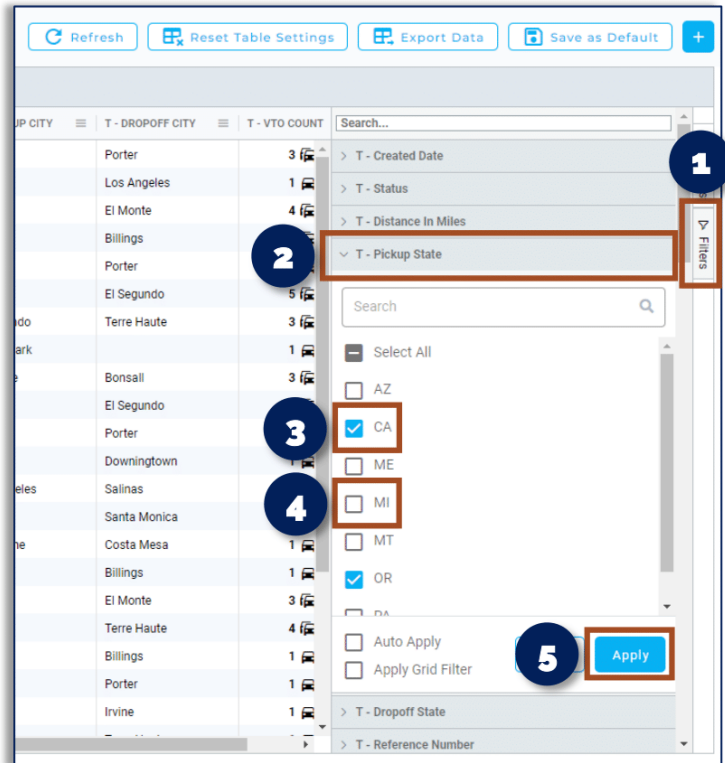 Refresh
Reset Table Settings
Export Data
Save as Default
+
UP CITY
T - DROPOFF CITY
T - VTO COUNT
Search...
Porter 3
> T - Created Date
1
Los Angeles 1
> T - Status
El Monte 4
> T - Distance In Miles
Filters
Billings
2
T - Pickup State
Porter
El Segundo 5
Search
do Terre Haute 3
ark 1
Select All
e Bonsall 3
AZ
El Segundo
3
CA
Porter
Downingtown 1
ME
eles Salinas
4
MI
Santa Monica
ne Costa Mesa 1
MT
Billings 1
OR
El Monte 3
PA
Terre Haute 4
Auto Apply
Billings 1
5
Apply
Apply Grid Filter
Porter 1
Irvine 1
> T - Dropoff State
> T - Reference Number